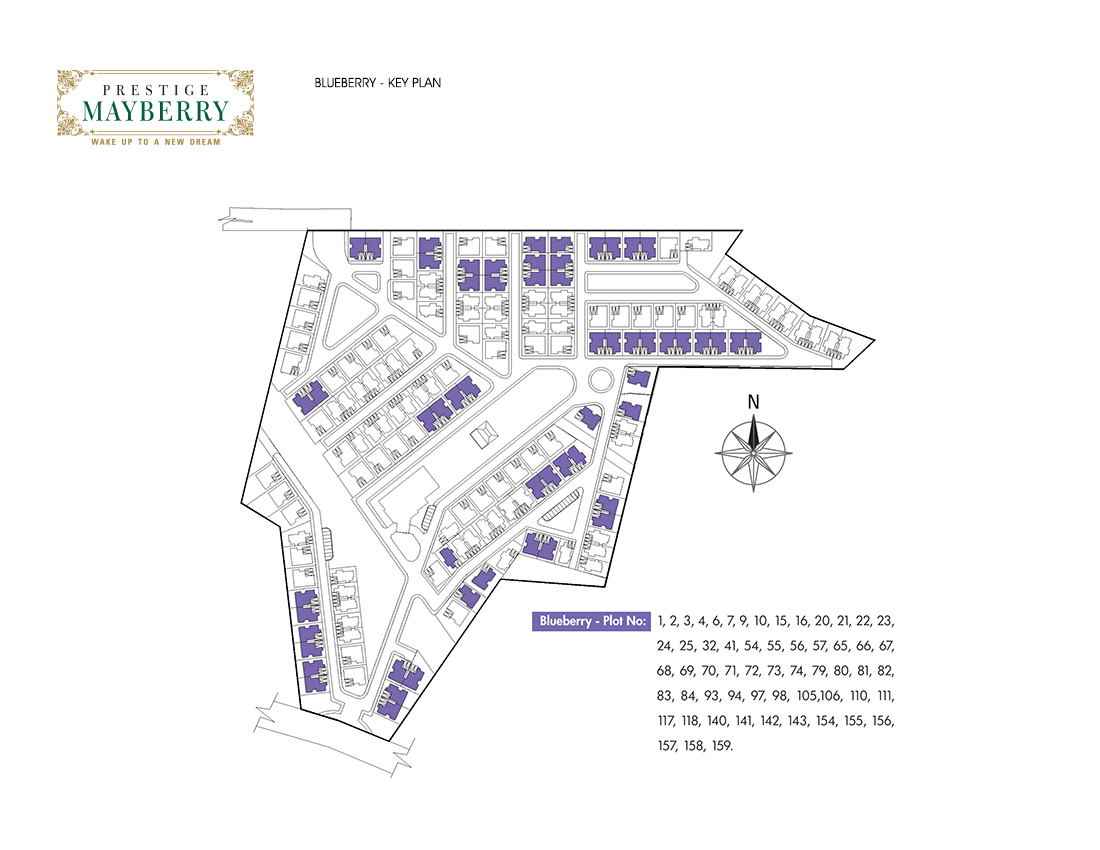 PRESTIGE
MAYBERRY
WAKE UP TO A NEW DREAM
BLUEBERRY - KEY PLAN
N
Blueberry - Plot No: 1, 2, 3, 4, 6, 7, 9, 10, 15, 16, 20, 21, 22, 23,
24, 25, 32, 41, 54, 55, 56, 57, 65, 66, 67,
68, 69, 70, 71, 72, 73, 74, 79, 80, 81, 82,
83, 84, 93, 94, 97, 98, 105,106, 110, 111,
117, 118, 140, 141, 142, 143, 154, 155, 156,
157, 158, 159.